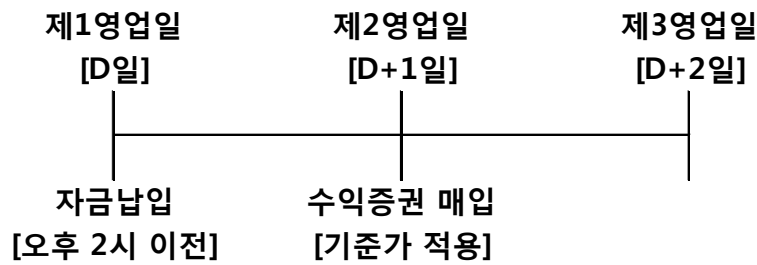 제1영업일 제2영업일 제3영업일
[D일] [D+1일] [D+2일]
자금납입 수익증권 매입
[오후 2시 이전] [기준가 적용]